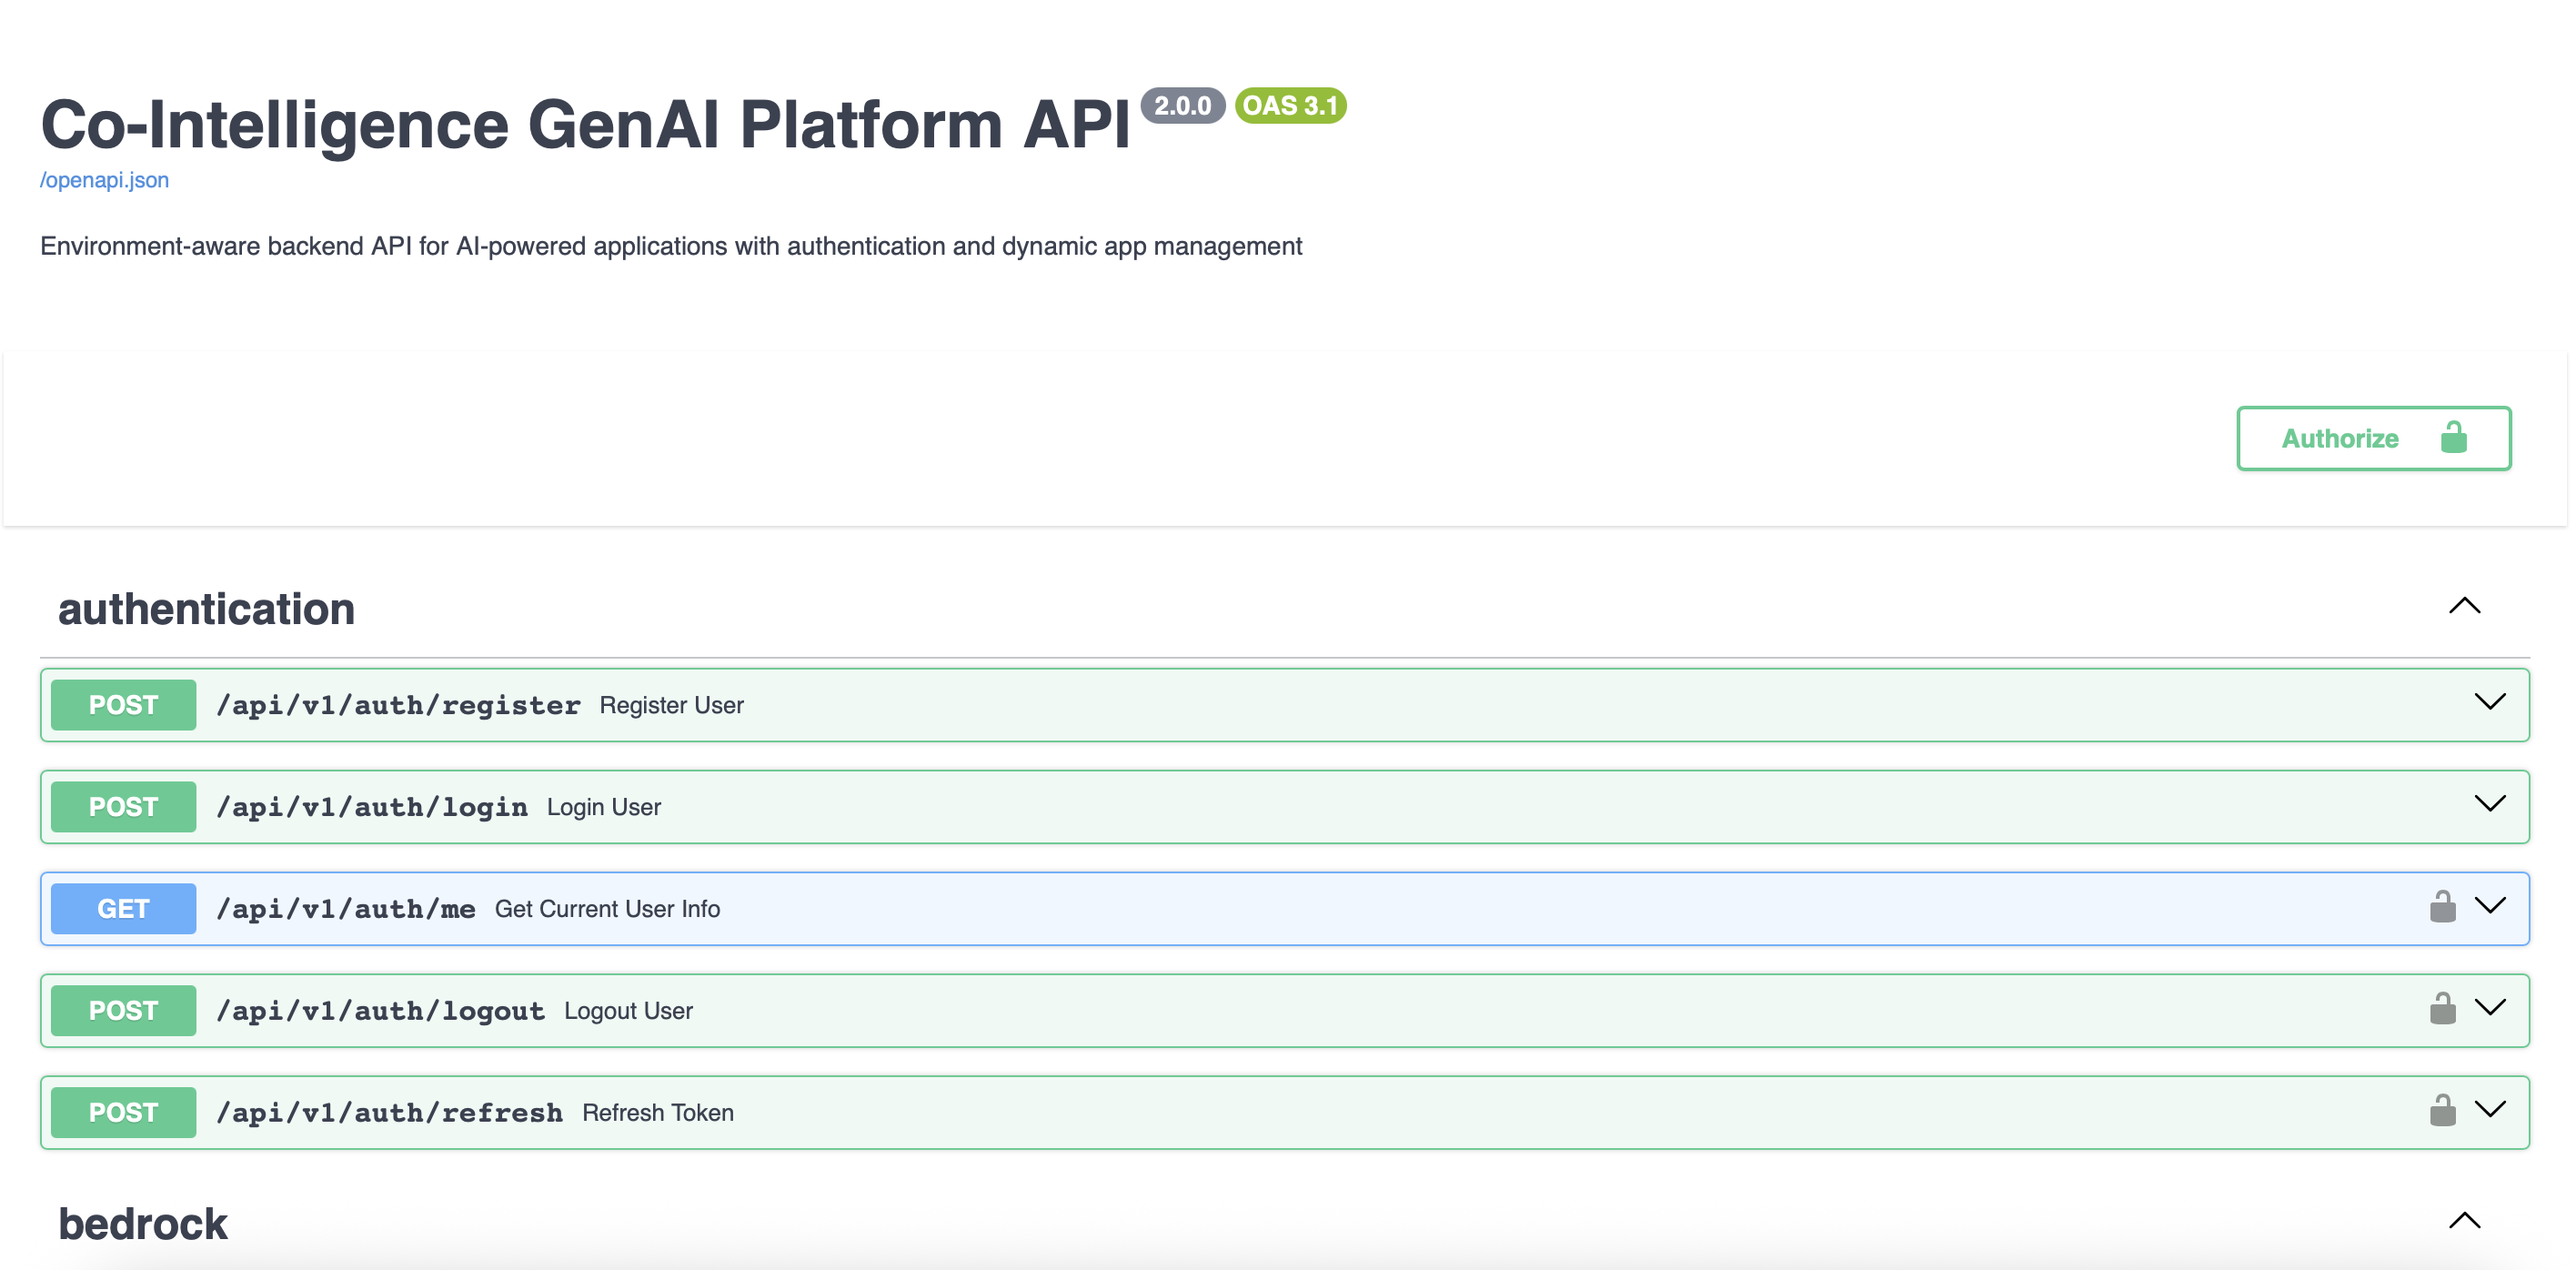 Co-Intelligence GenAI Platform API 2.0.0 OAS 3.1
/openapi.json
Environment-aware backend API for AI-powered applications with authentication and dynamic app management
Authorize
authentication
POST /api/v1/auth/register Register User
POST /api/v1/auth/login Login User
GET /api/v1/auth/me Get Current User Info
POST /api/v1/auth/logout Logout User
POST /api/v1/auth/refresh Refresh Token
bedrock